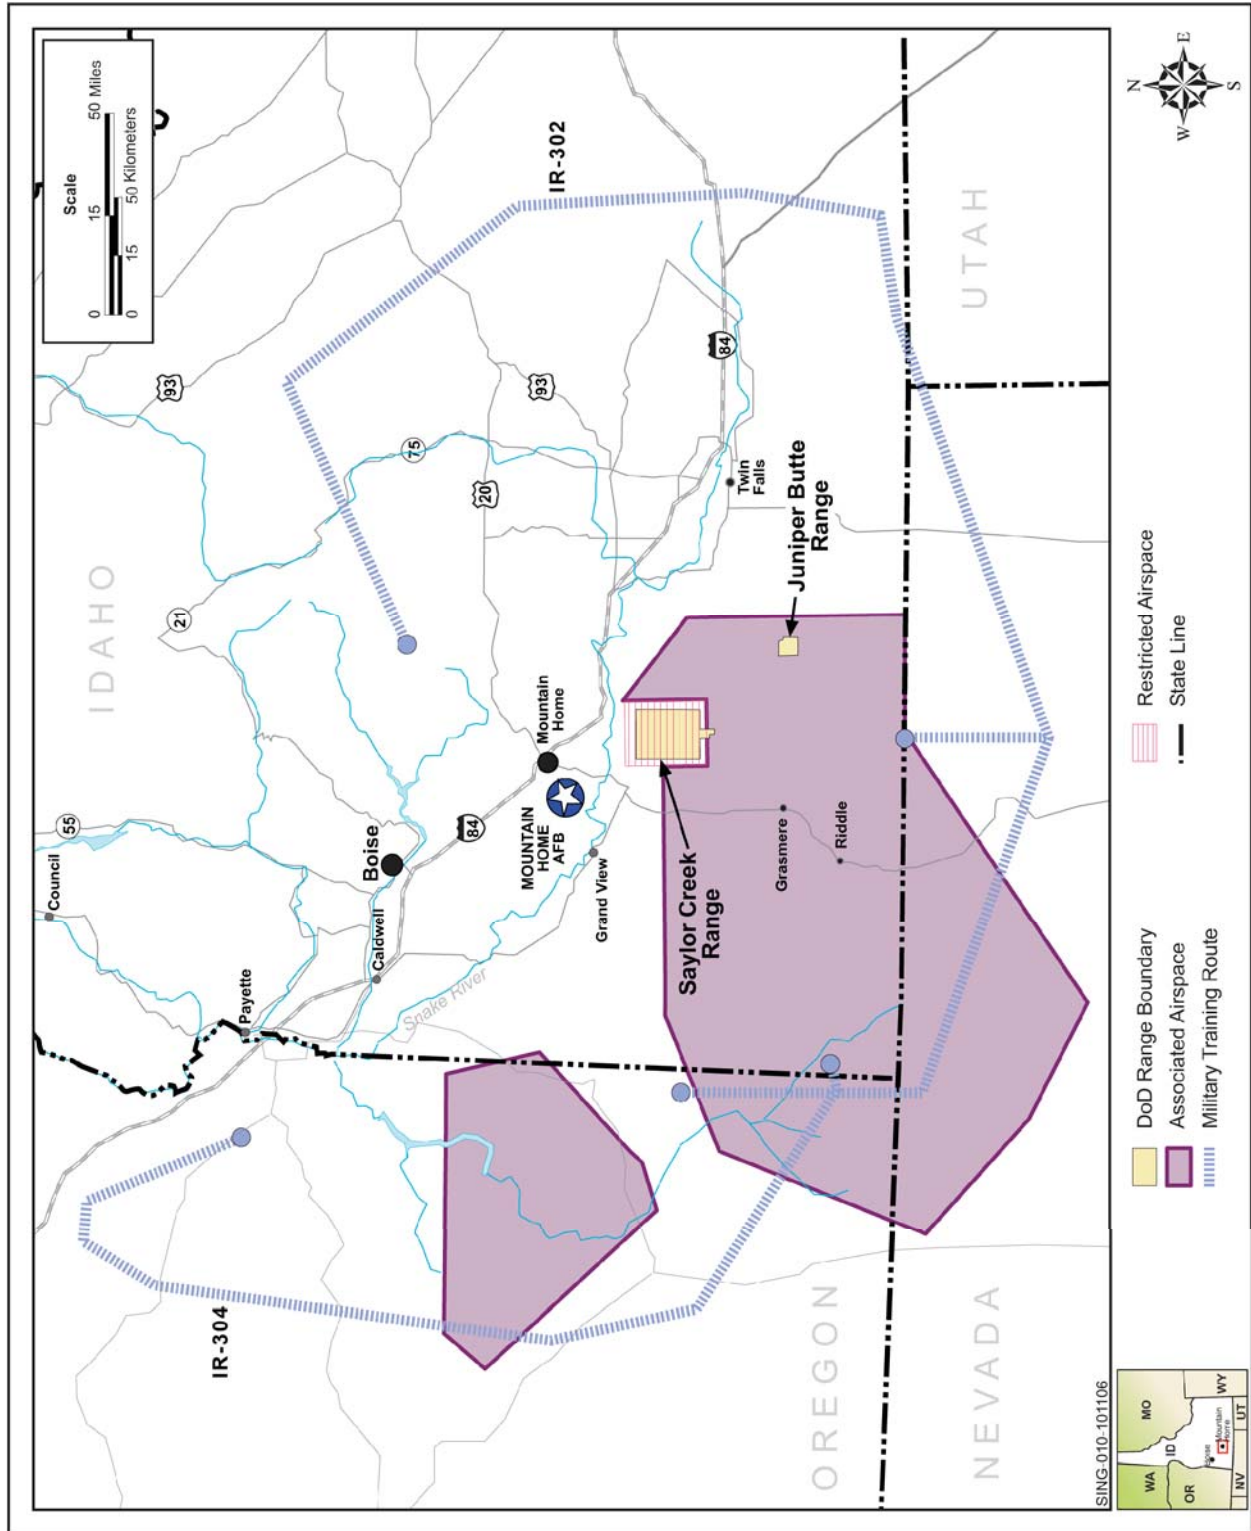 Scale
0 15 50 Miles
0 15 50 Kilometers
IDAHO
Council
55
Payette
21
93
75
IR-302
IR-304
Boise
Caldwell
84
20
93
Mountain
Home
MOUNTAIN
HOME
AFB
Snake River
Grand View
84
Twin
Falls
Saylor Creek
Range
Juniper Butte
Range
Grasmere
Riddle
OREGON
NEVADA
UTAH
N
W
E
S
SING-010-101106
WA
MO
OR
ID
Boise
Mountain
Home
WY
NV
UT
DoD Range Boundary
Associated Airspace
Military Training Route
Restricted Airspace
State Line